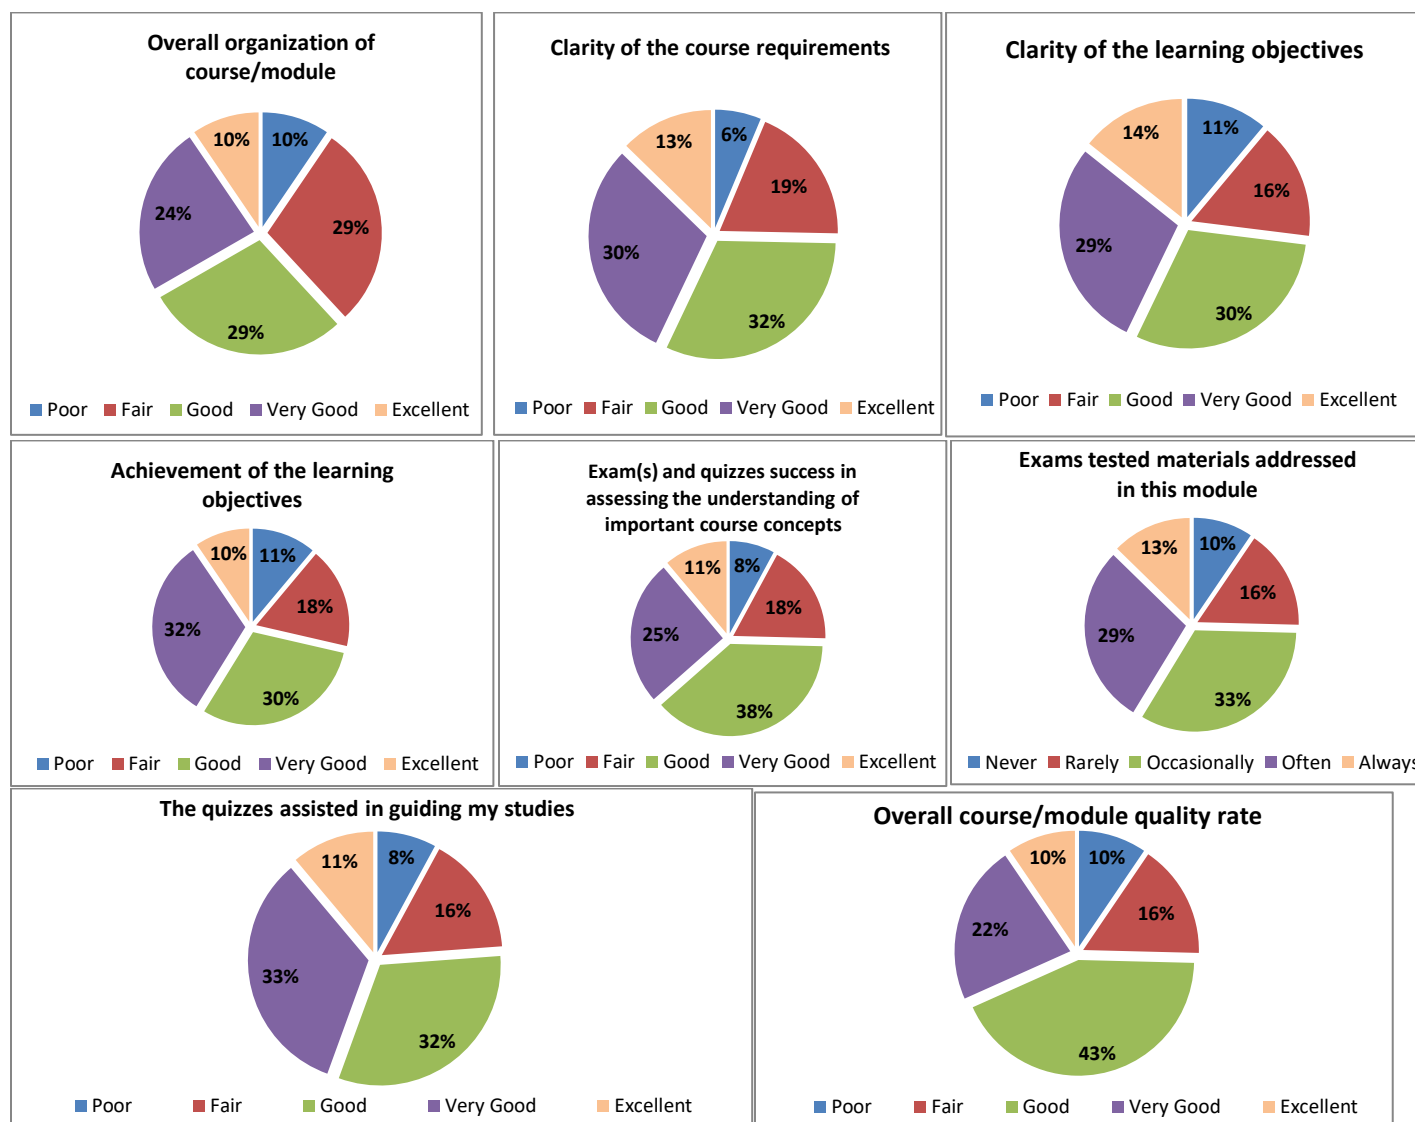 Overall organization of
course/module
10%
10%
29%
29%
24%
Poor Fair Good Very Good Excellent
Clarity of the course requirements
13%
6%
19%
32%
30%
Poor Fair Good Very Good Excellent
Clarity of the learning objectives
14%
11%
16%
30%
29%
Poor Fair Good Very Good Excellent
Achievement of the learning
objectives
10%
11%
18%
30%
32%
Poor Fair Good Very Good Excellent
Exam(s) and quizzes success in
assessing the understanding of
important course concepts
11%
8%
18%
38%
25%
Poor Fair Good Very Good Excellent
Exams tested materials addressed
in this module
13%
10%
16%
33%
29%
Never Rarely Occasionally Often Always
The quizzes assisted in guiding my studies
11%
8%
16%
32%
33%
Poor Fair Good Very Good Excellent
Overall course/module quality rate
10%
10%
16%
43%
22%
Poor Fair Good Very Good Excellent